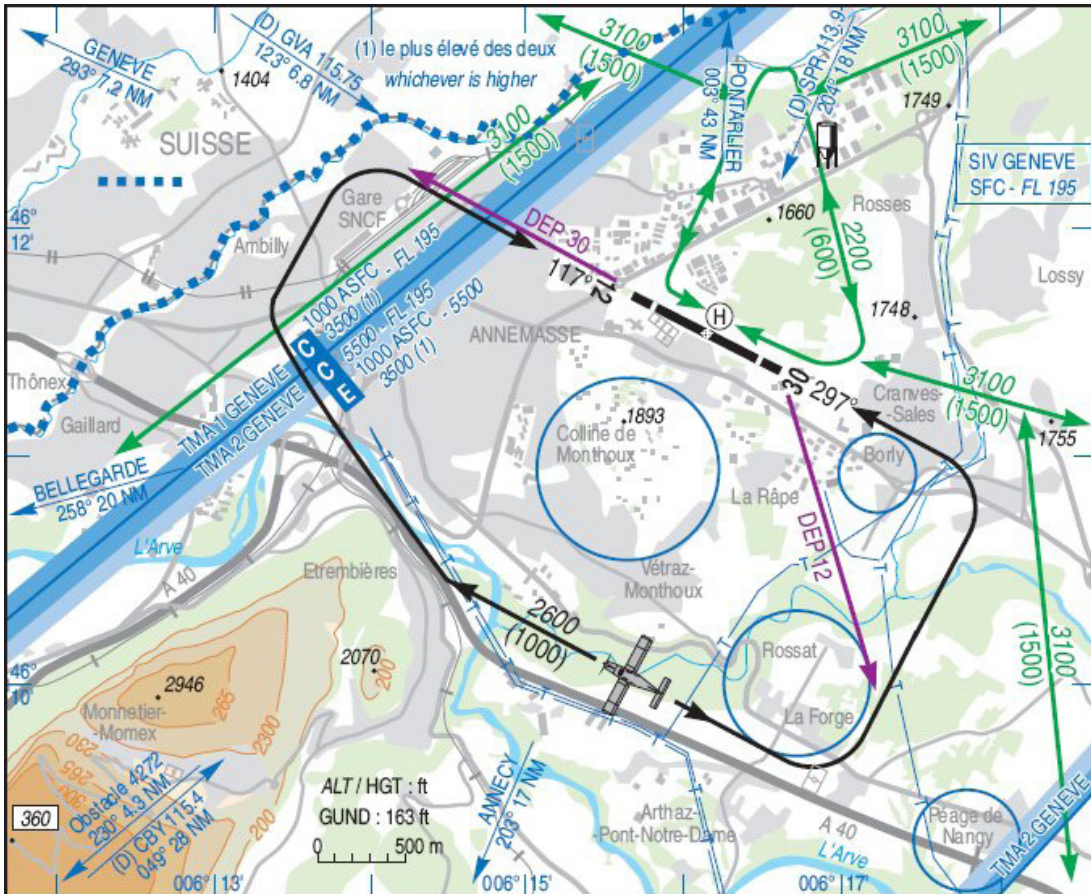 GENEVE
293° 7.2 NM
1404
(D) GVA 115.75
123° 6.8 NM
(1) le plus élevé des deux
whichever is higher
3100
(1500)
PONTARLIER
003° 43 NM
(D) SPR 113.9
204° 18 NM
3100
(1500)
1749
SUISSE
3100
(1500)
SIV GENEVE
SFC - FL 195
46°
12'
Ambilly
Gare
SNCF
DEP 30
117°
12
1660
Rosses
2200
(600)
Lossy
1748
H
ANNEMASSE
1000 ASFC - FL 195
3500 (1)
5500 - FL 195
1000 ASFC - 5500
3500 (1)
C
C
E
TMA 1 GENEVE
TMA 2 GENEVE
30
297°
Cranves-
-Sales
3100
(1500)
1755
Thônex
Gaillard
1893
Colline de
Monthoux
Borly
La Râpe
BELLEGARDE
258° 20 NM
L'Arve
A 40
Etrembières
Vétraz-
-Monthoux
DEP 12
2600
(1000)
Rossat
La Forge
3100
(1500)
46°
10
2070
200
2946
265
2300
Monnetier-
-Mornex
230
265
300
200
360
Obstacle 4272
230° 4.3 NM
(D) CBY 115.4
049° 28 NM
ALT / HGT : ft
GUND : 163 ft
0
500 m
ANNECY
203° 17 NM
Arthaz-
-Pont-Notre-Dame
A 40
L'Arve
Péage de
Nangy
TMA 2 GENEVE
006° 13'
006° 15'
006° 17'